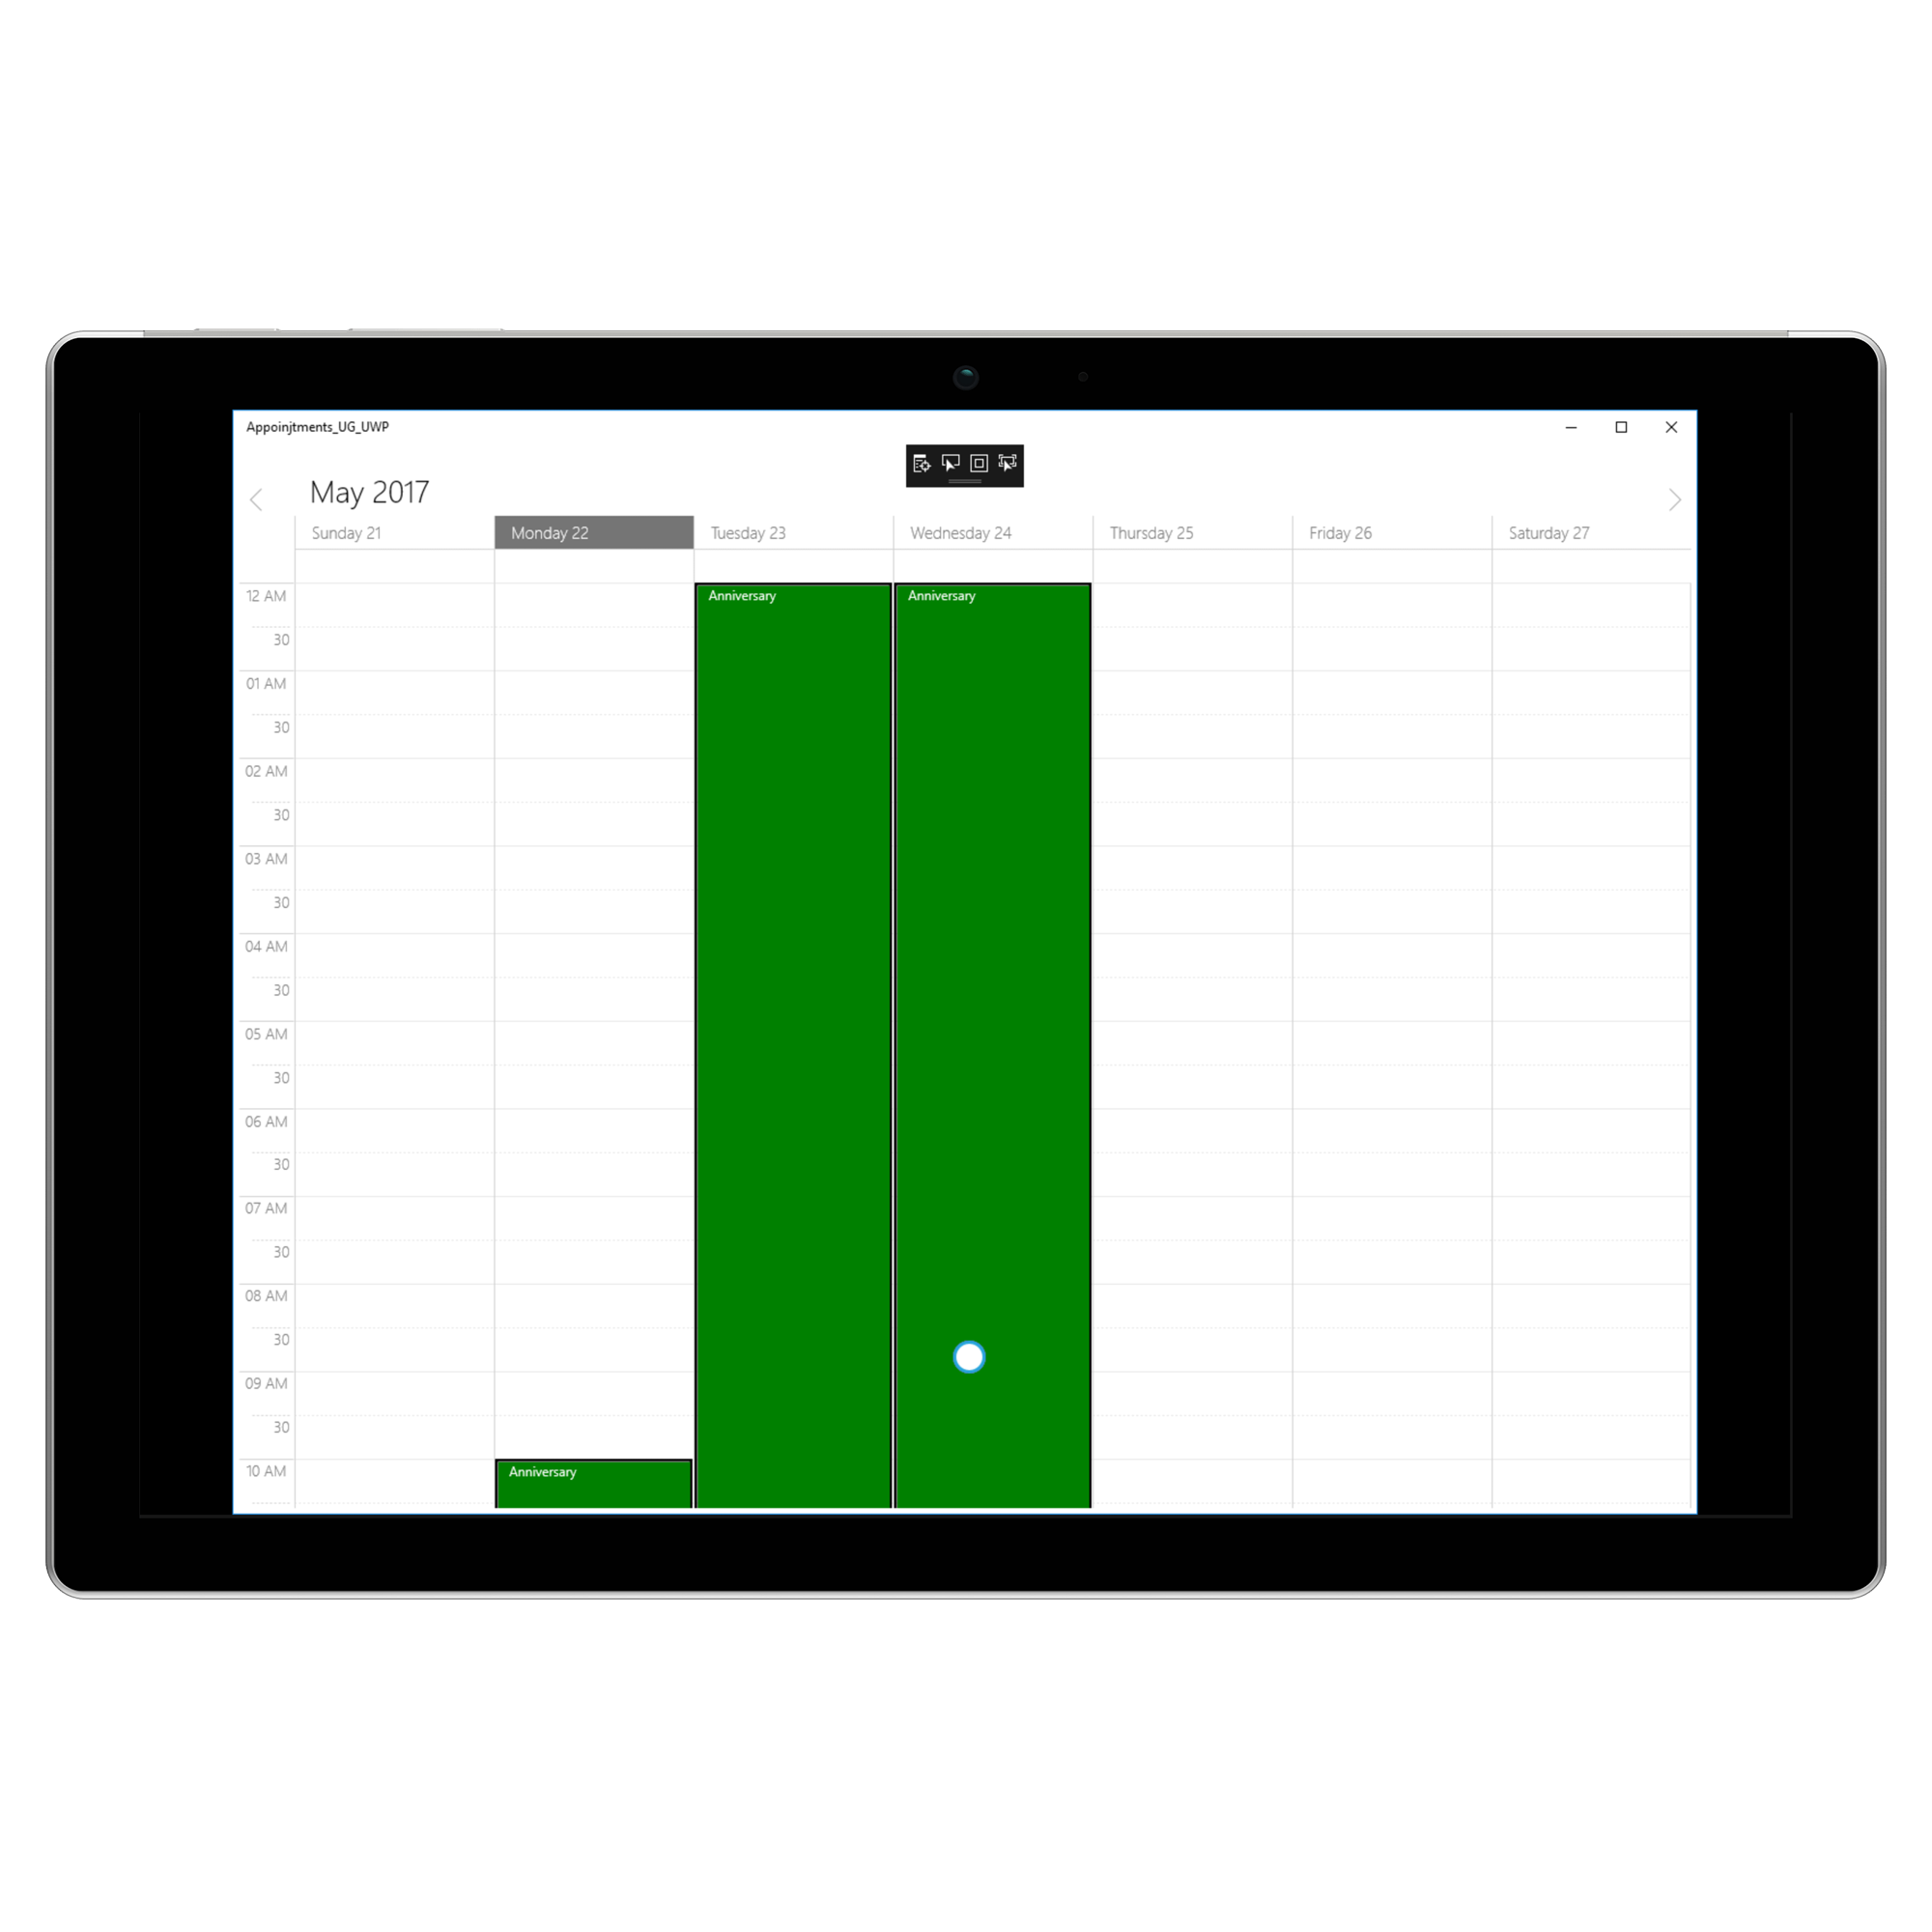 Appoinjtments_UG_UWP
May 2017
Sunday 21 Monday 22 Tuesday 23 Wednesday 24 Thursday 25 Friday 26 Saturday 27
12 AM Anniversary Anniversary
30
01 AM
30
02 AM
30
03 AM
30
04 AM
30
05 AM
30
06 AM
30
07 AM
30
08 AM
30
09 AM
30
10 AM Anniversary